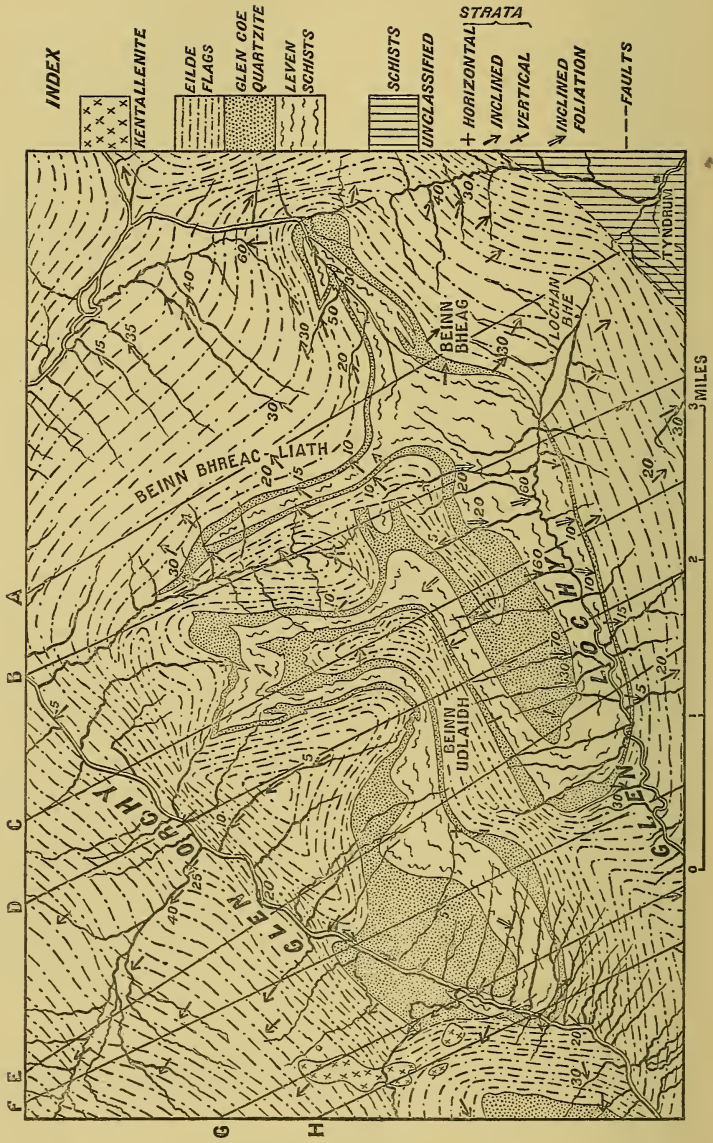 INDEX
KENTALLENITE
EILDE
FLAGS
GLEN COE
QUARTZITE
LEVEN
SCHISTS
SCHISTS
UNCLASSIFIED
STRATA
HORIZONTAL
INCLINED
VERTICAL
INCLINED
FOLIATION
FAULTS
A
B
C
D
E
F
G
H
GLEN ORCHY
BEINN BHREAC-LIATH
BEINN
BHEAG
LOCHAN
BHE
TYNDRUM
BEINN
UDLAIDH
GLEN LOCHY
0 1 2 3 MILES